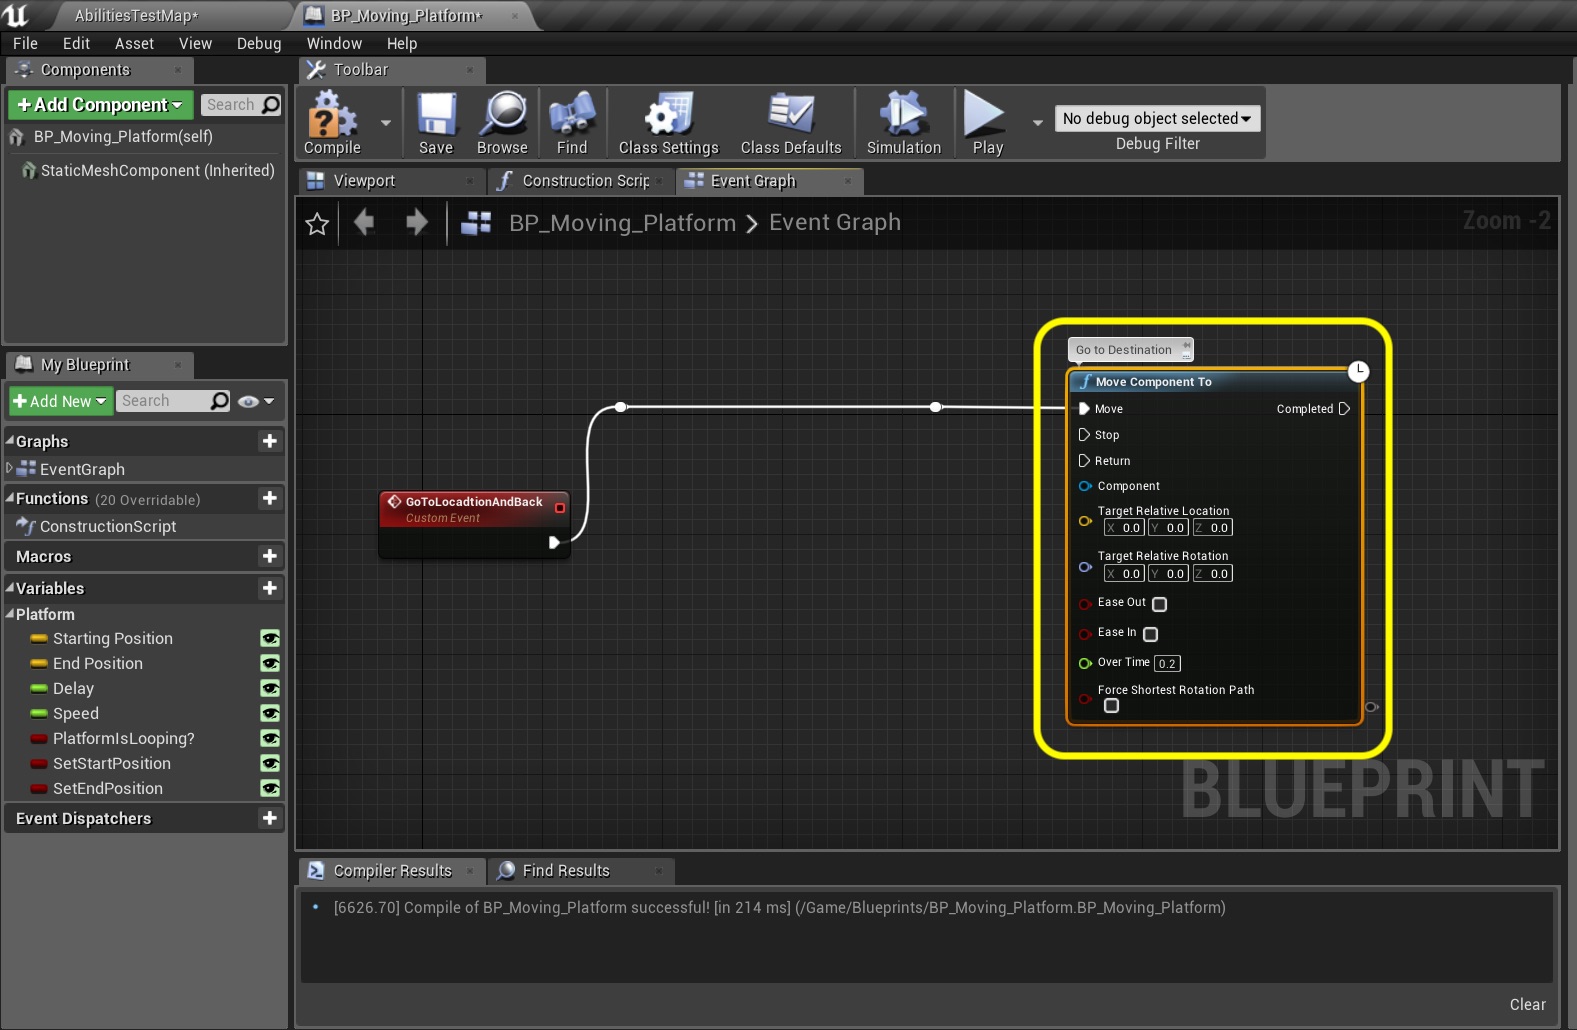 AbilitiesTestMap*
BP_Moving_Platform*
File Edit Asset View Debug Window Help
Components
Toolbar
+Add Component
Search
BP_Moving_Platform(self)
StaticMeshComponent (Inherited)
Compile
Save
Browse
Find
Class Settings
Class Defaults
Simulation
Play
No debug object selected
Debug Filter
Viewport
Construction Scrip
Event Graph
BP_Moving_Platform > Event Graph
Zoom -2
My Blueprint
+Add New
Search
Graphs
EventGraph
Functions (20 Overridable)
ConstructionScript
Macros
Variables
Platform
Starting Position
End Position
Delay
Speed
PlatformIsLooping?
SetStartPosition
SetEndPosition
Event Dispatchers
GoToLocadtionAndBack
Custom Event
Go to Destination
Move Component To
Move
Completed
Stop
Return
Component
Target Relative Location
X 0.0 Y 0.0 Z 0.0
Target Relative Rotation
X 0.0 Y 0.0 Z 0.0
Ease Out
Ease In
Over Time 0.2
Force Shortest Rotation Path
BLUEPRINT
Compiler Results
Find Results
[6626.70] Compile of BP_Moving_Platform successful! [in 214 ms] (/Game/Blueprints/BP_Moving_Platform.BP_Moving_Platform)
Clear